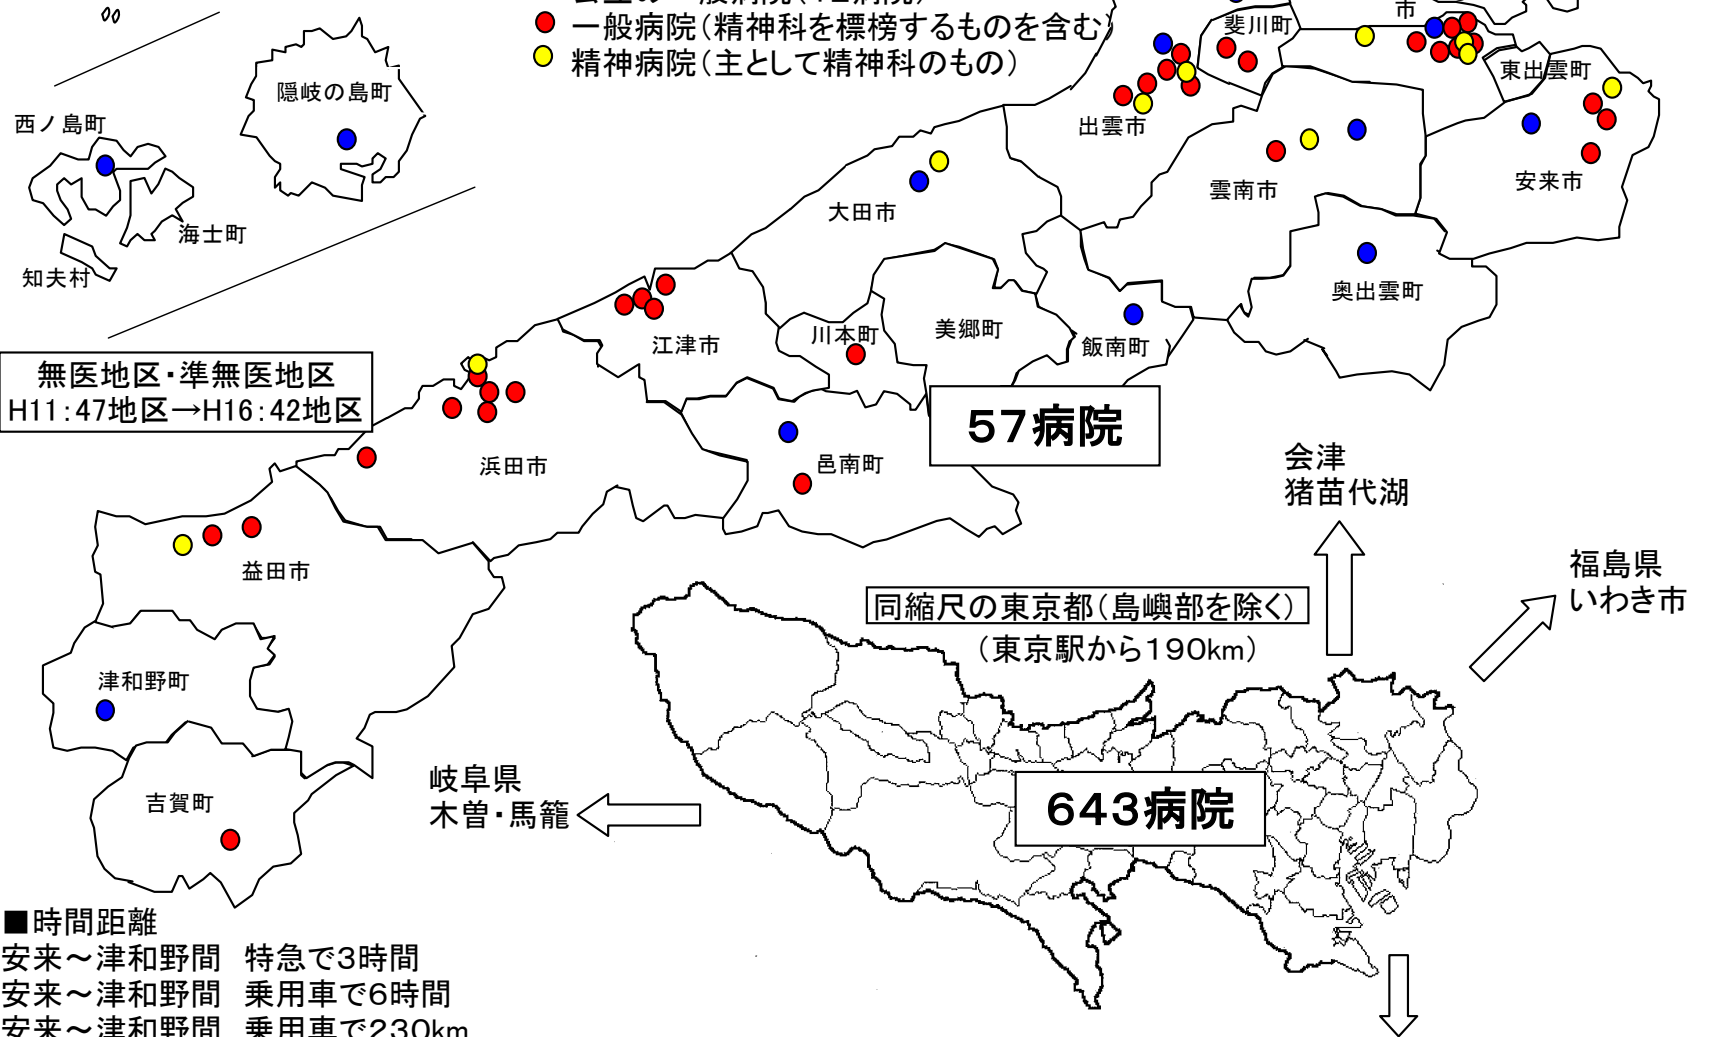 一般病院(精神科を標榜するものを含む)
精神病院(主として精神科のもの)
斐川町
市
東出雲町
隠岐の島町
西ノ島町
海士町
知夫村
出雲市
雲南市
安来市
大田市
奥出雲町
飯南町
美郷町
川本町
江津市
無医地区・準無医地区
H11:47地区→H16:42地区
57病院
浜田市
邑南町
益田市
津和野町
吉賀町
会津
猪苗代湖
福島県
いわき市
同縮尺の東京都(島嶼部を除く)
(東京駅から190km)
岐阜県
木曽・馬籠
643病院
■時間距離
安来～津和野間 特急で3時間
安来～津和野間 乗用車で6時間
安来～津和野間 乗用車で230km